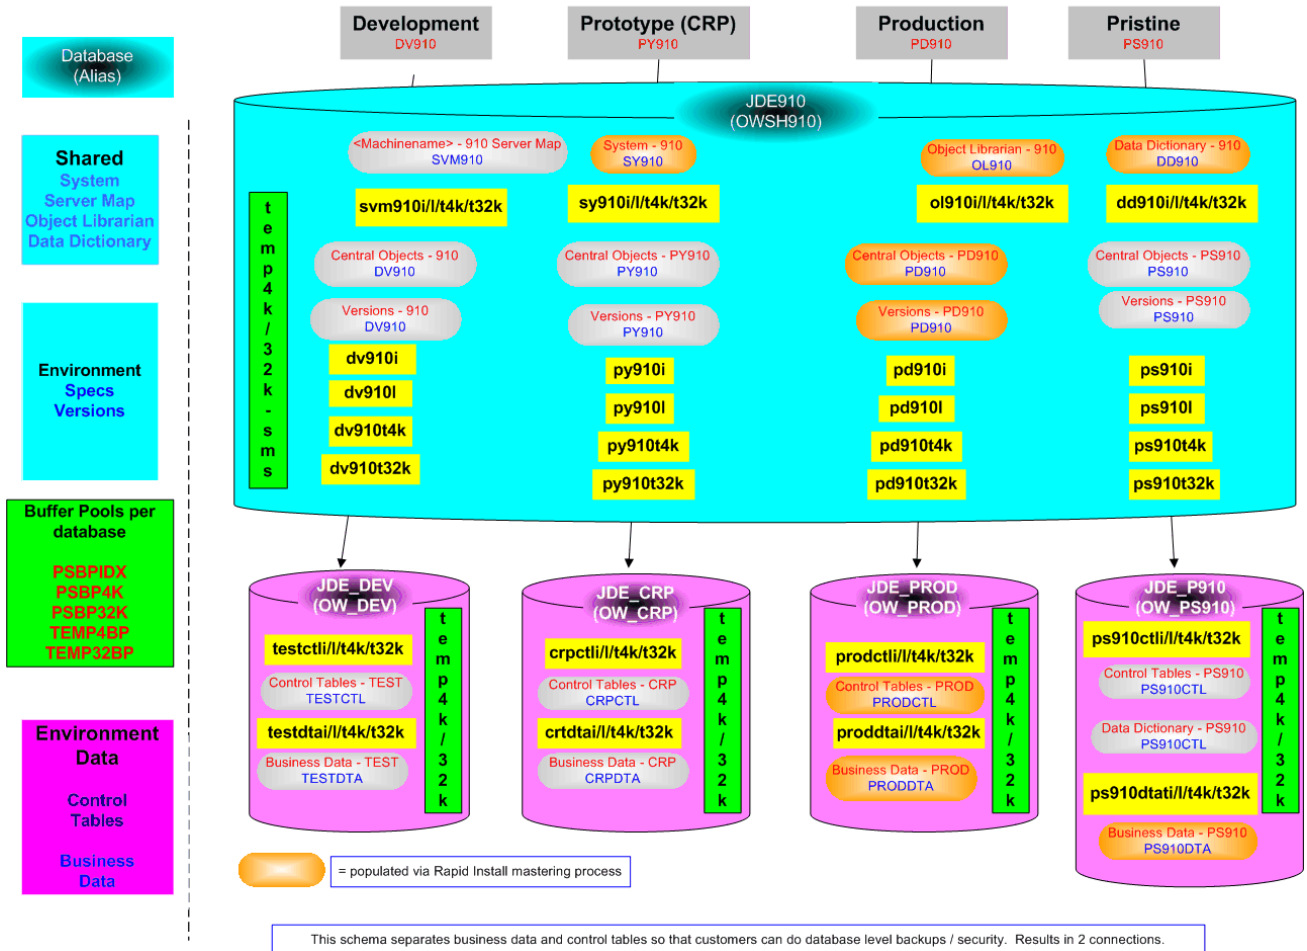 Development
DV910
Prototype (CRP)
PY910
Production
PD910
Pristine
PS910
Database
(Alias)
JDE910
(OWSH910)
Shared
System
Server Map
Object Librarian
Data Dictionary
<Machinename> - 910 Server Map
SVM910
System - 910
SY910
Object Librarian - 910
OL910
Data Dictionary - 910
DD910
svm910i/l/t4k/t32k
sy910i/l/t4k/t32k
ol910i/l/t4k/t32k
dd910i/l/t4k/t32k
temp4k/32k-sms
Central Objects - 910
DV910
Central Objects - PY910
PY910
Central Objects - PD910
PD910
Central Objects - PS910
PS910
Versions - 910
DV910
Versions - PY910
PY910
Versions - PD910
PD910
Versions - PS910
PS910
Environment
Specs
Versions
dv910i
dv910l
dv910t4k
dv910t32k
py910i
py910l
py910t4k
py910t32k
pd910i
pd910l
pd910t4k
pd910t32k
ps910i
ps910l
ps910t4k
ps910t32k
Buffer Pools per
database
PSBPIDX
PSBP4K
PSBP32K
TEMP4BP
TEMP32BP
JDE_DEV
(OW_DEV)
testctli/l/t4k/t32k
Control Tables - TEST
TESTCTL
testdtai/l/t4k/t32k
Business Data - TEST
TESTDTA
temp4k/32k
JDE_CRP
(OW_CRP)
crpctli/l/t4k/t32k
Control Tables - CRP
CRPCTL
crtdtai/l/t4k/t32k
Business Data - CRP
CRPDTA
temp4k/32k
JDE_PROD
(OW_PROD)
prodctli/l/t4k/t32k
Control Tables - PROD
PRODCTL
proddtai/l/t4k/t32k
Business Data - PROD
PRODDTA
temp4k/32k
JDE_P910
(OW_PS910)
ps910ctli/l/t4k/t32k
Control Tables - PS910
PS910CTL
Data Dictionary - PS910
PS910CTL
ps910dtati/l/t4k/t32k
Business Data - PS910
PS910DTA
temp4k/32k
Environment
Data
Control
Tables
Business
Data
= populated via Rapid Install mastering process
This schema separates business data and control tables so that customers can do database level backups / security. Results in 2 connections.